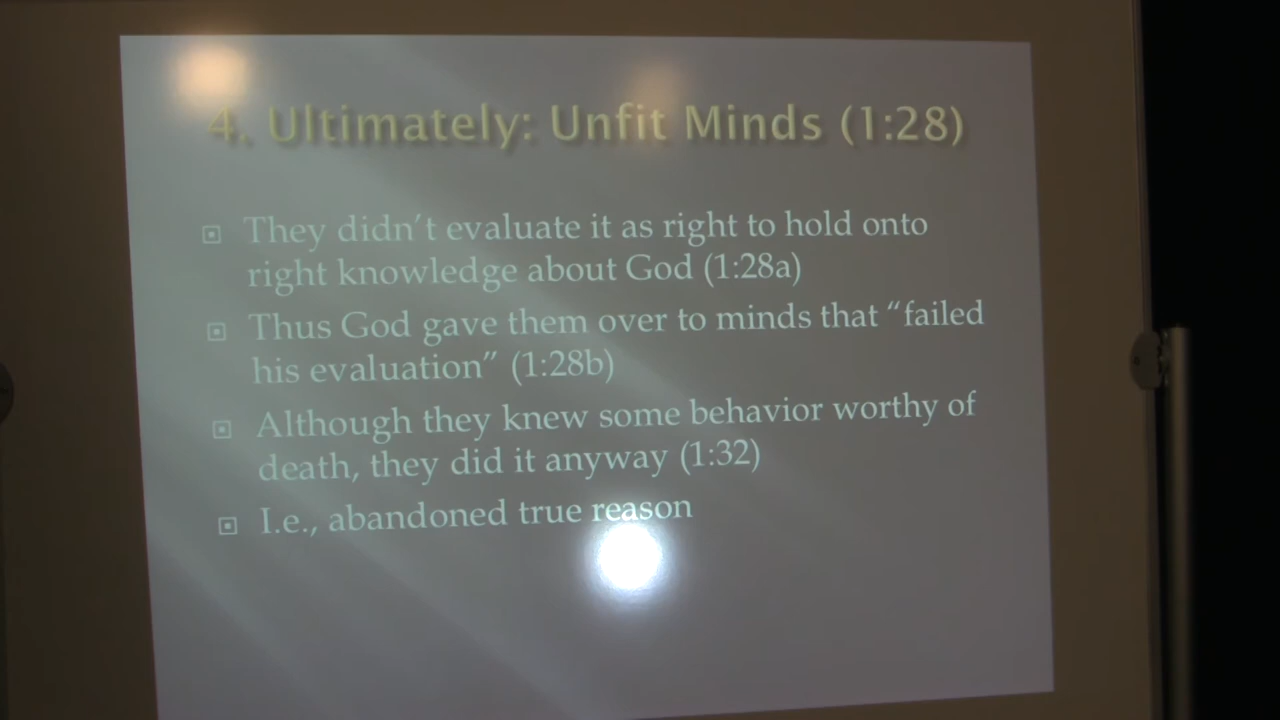 4. Ultimately: Unfit Minds (1:28)
They didn't evaluate it as right to hold onto
right knowledge about God (1:28a)
Thus God gave them over to minds that “failed
his evaluation” (1:28b)
Although they knew some behavior worthy of
death, they did it anyway (1:32)
I.e., abandoned true reason